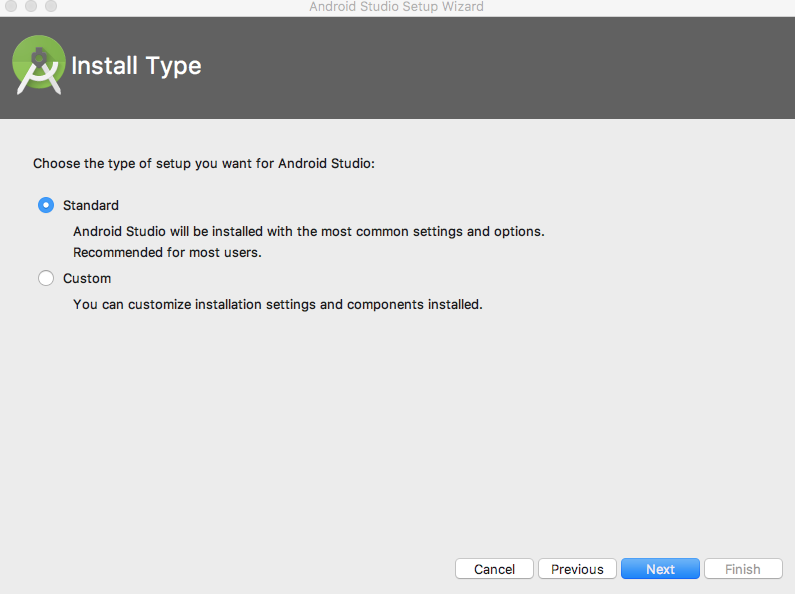 Android Studio Setup Wizard
Install Type
Choose the type of setup you want for Android Studio:
Standard
Android Studio will be installed with the most common settings and options.
Recommended for most users.
Custom
You can customize installation settings and components installed.
Cancel
Previous
Next
Finish